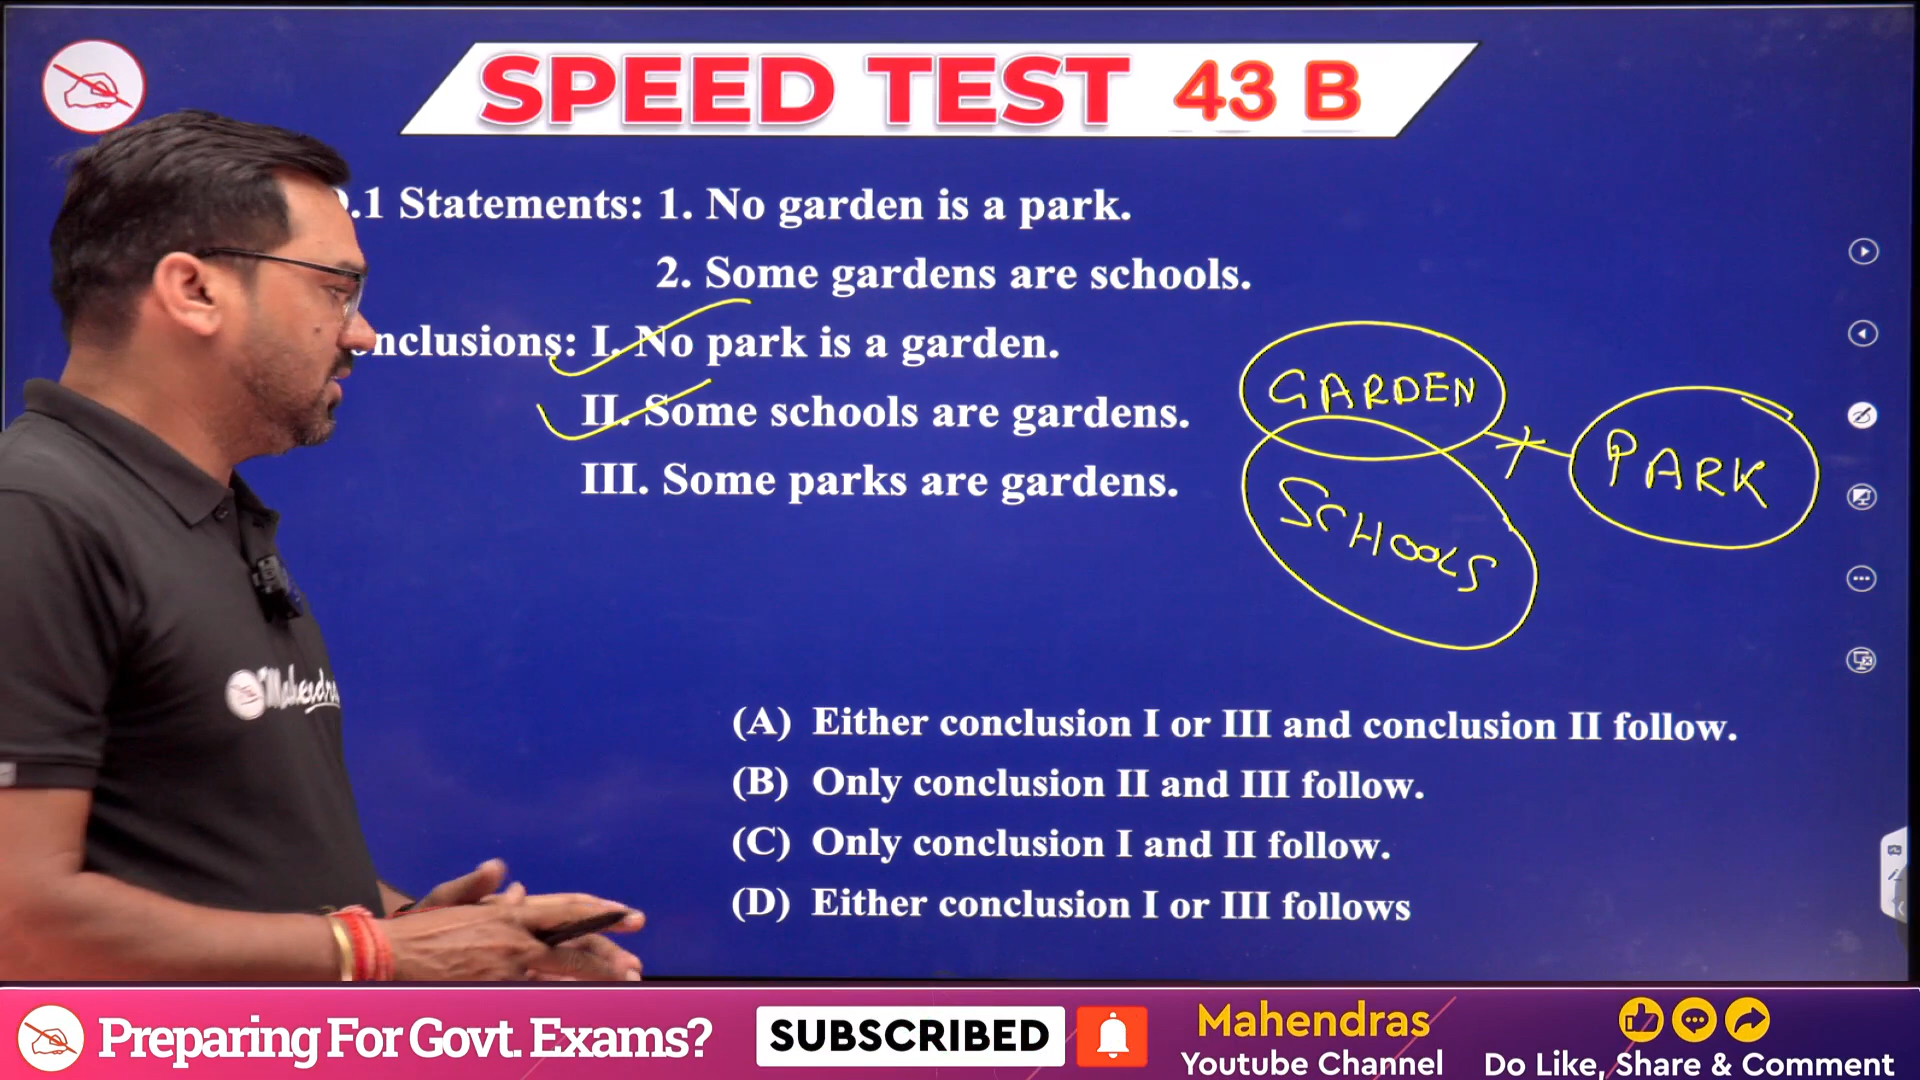 SPEED TEST 43 B
.1 Statements: 1. No garden is a park.
2. Some gardens are schools.
onclusions: I. No park is a garden.
II. Some schools are gardens.
III. Some parks are gardens.
GARDEN
PARK
SCHOOLS
(A) Either conclusion I or III and conclusion II follow.
(B) Only conclusion II and III follow.
(C) Only conclusion I and II follow.
(D) Either conclusion I or III follows
Mahendra
Preparing For Govt. Exams?
SUBSCRIBED
Mahendras
Youtube Channel
Do Like, Share & Comment